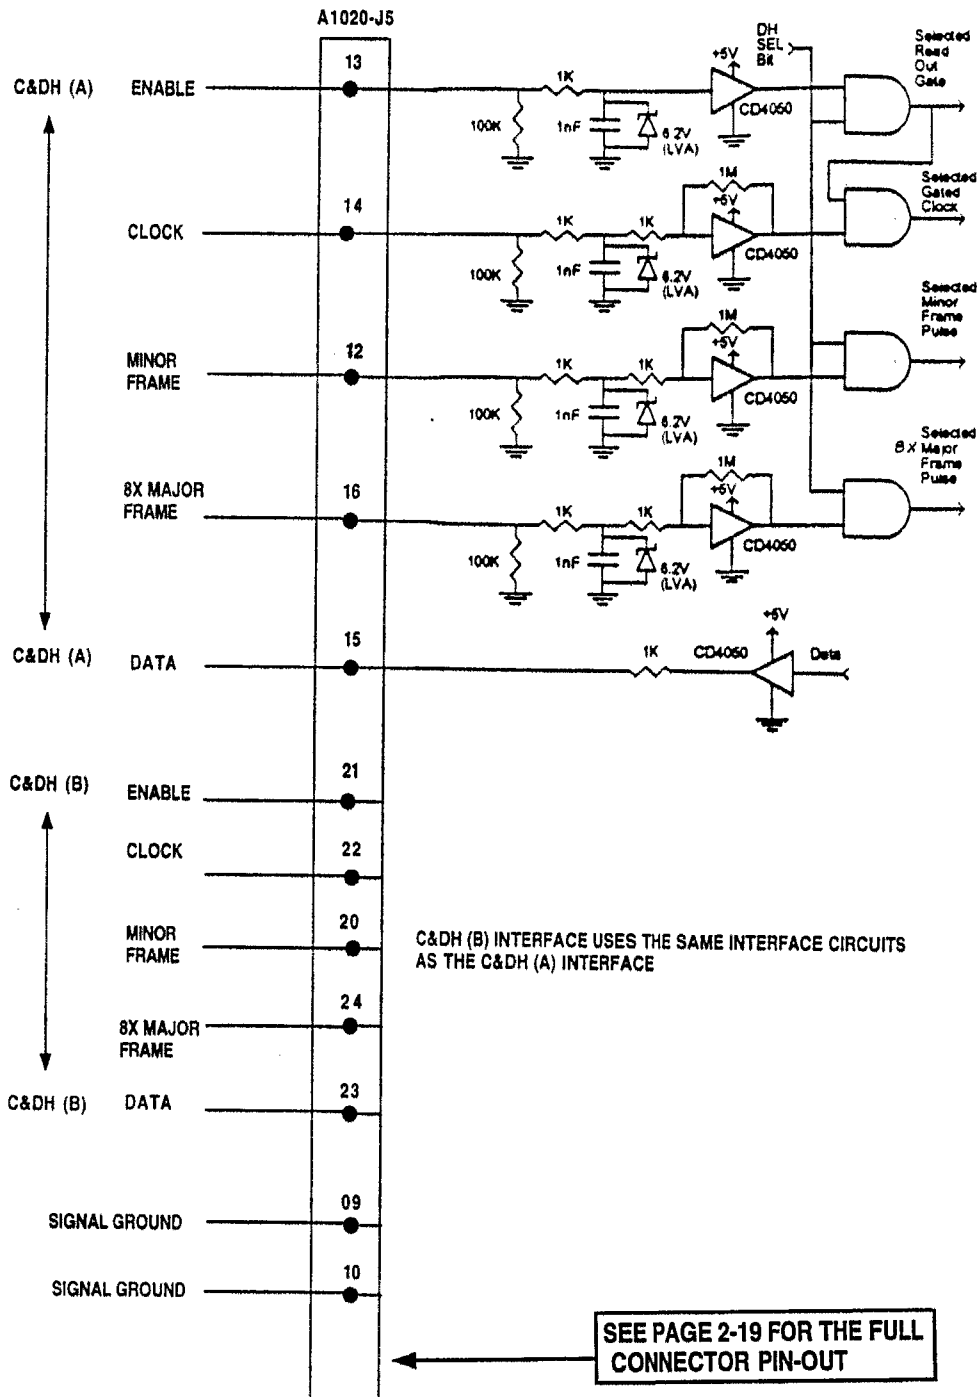 A1020-J5
C&DH (A)
ENABLE
13
1K
100K
1nF
6.2V
(LVA)
+5V
CD4050
DH
SEL
Bit
Selected
Read
Out
Gate
CLOCK
14
1K
1K
100K
1nF
6.2V
(LVA)
1M
+5V
CD4050
Selected
Gated
Clock
MINOR
FRAME
12
1K
1K
100K
1nF
6.2V
(LVA)
1M
+5V
CD4050
Selected
Minor
Frame
Pulse
8X MAJOR
FRAME
16
1K
1K
100K
1nF
6.2V
(LVA)
1M
+5V
CD4050
Selected
8X Major
Frame
Pulse
C&DH (A)
DATA
15
1K
CD4050
+5V
Data
C&DH (B)
ENABLE
21
CLOCK
22
MINOR
FRAME
20
C&DH (B) INTERFACE USES THE SAME INTERFACE CIRCUITS
AS THE C&DH (A) INTERFACE
8X MAJOR
FRAME
24
C&DH (B)
DATA
23
SIGNAL GROUND
09
SIGNAL GROUND
10
SEE PAGE 2-19 FOR THE FULL
CONNECTOR PIN-OUT